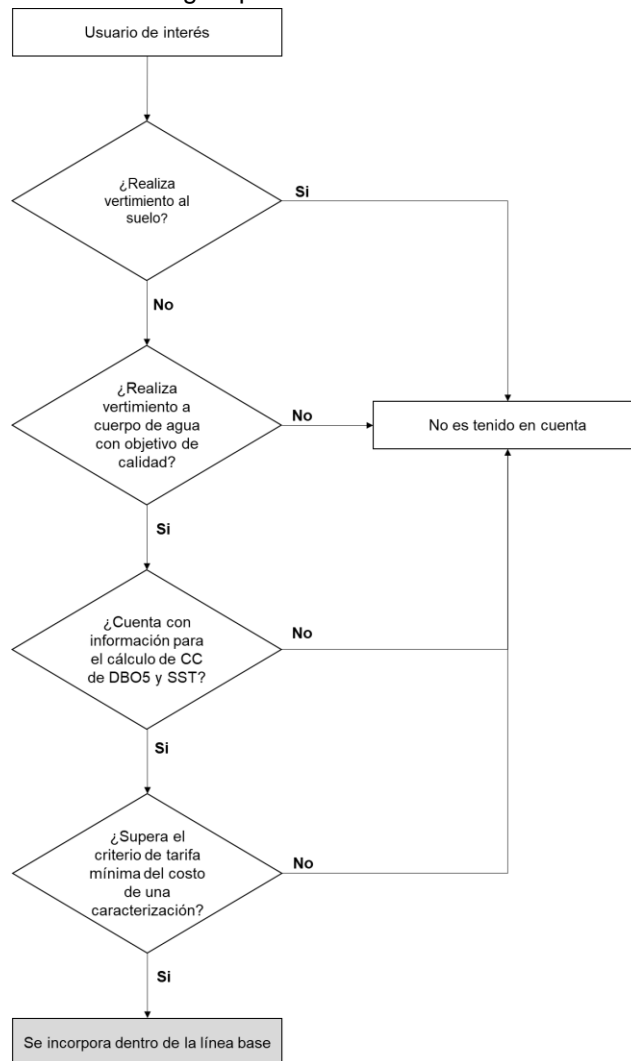 Usuario de interés
¿Realiza
vertimiento al
suelo?
Si
No
¿Realiza
vertimiento a
cuerpo de agua
con objetivo de
calidad?
No
No es tenido en cuenta
Si
¿Cuenta con
información para
el cálculo de CC
de DBO5 y SST?
No
Si
¿Supera el
criterio de tarifa
mínima del costo
de una
caracterización?
No
Si
Se incorpora dentro de la línea base